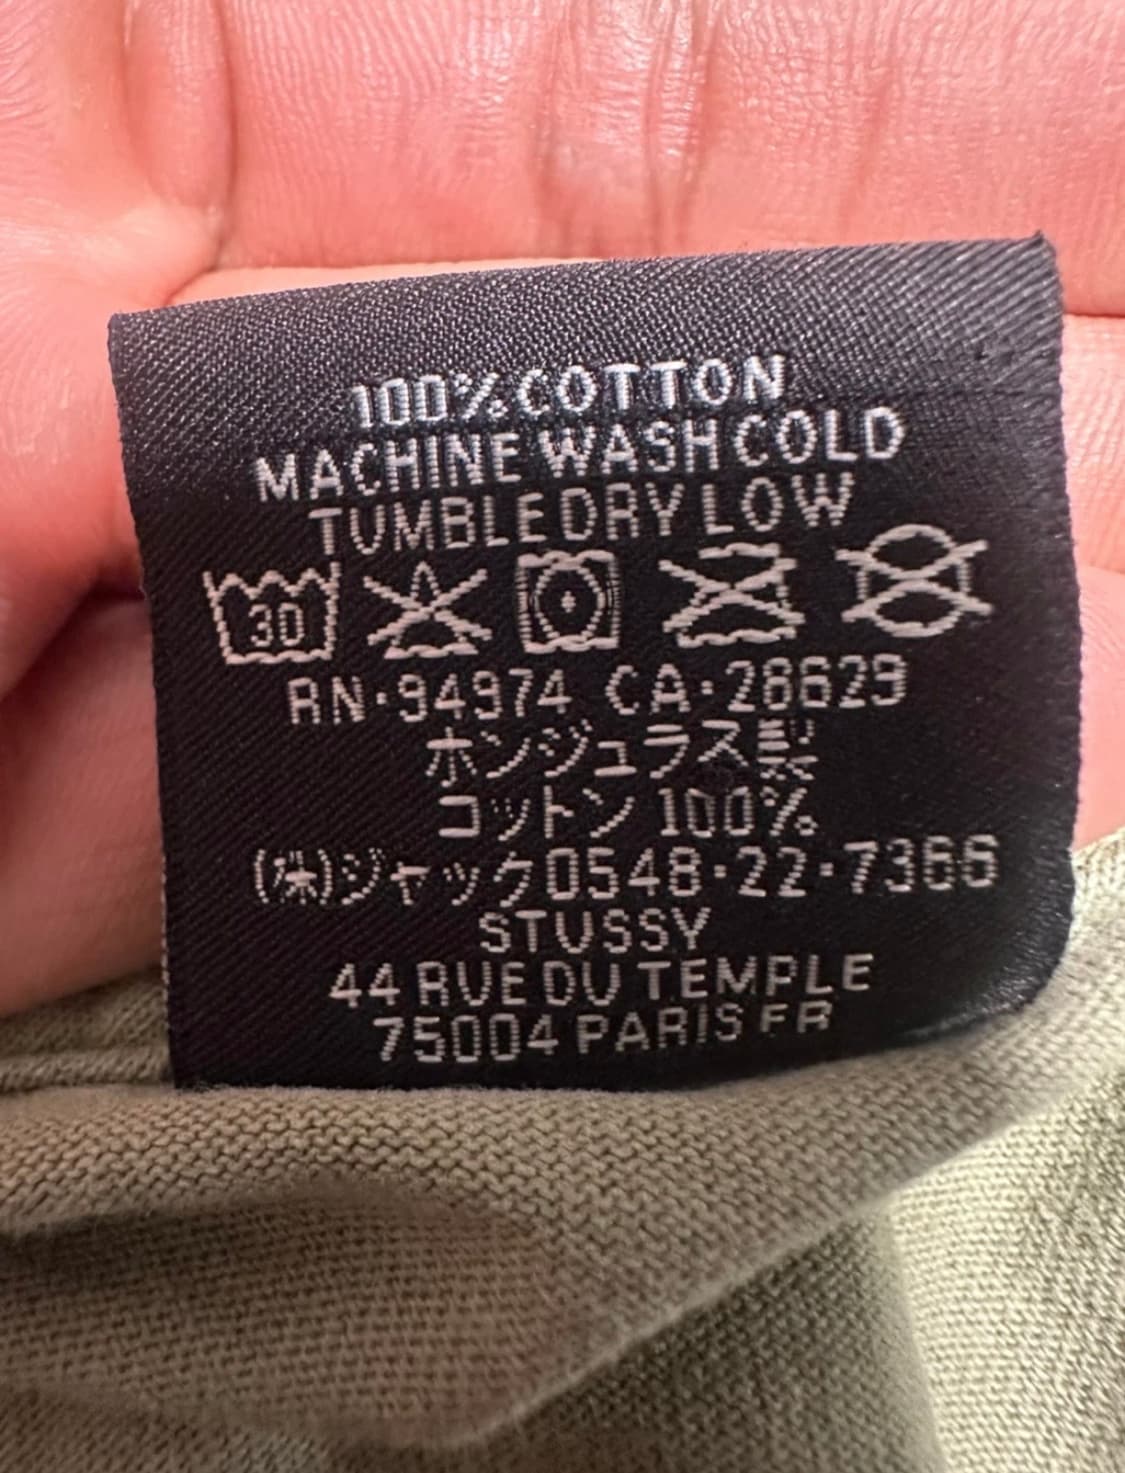 100% COTTON
MACHINE WASH COLD
TUMBLE DRY LOW
30
RN·94974 CA·28629
ホンジュラス製
コットン 100%
(株)ジャック0548·22·7366
STUSSY
44 RUE DU TEMPLE
75004 PARIS FR